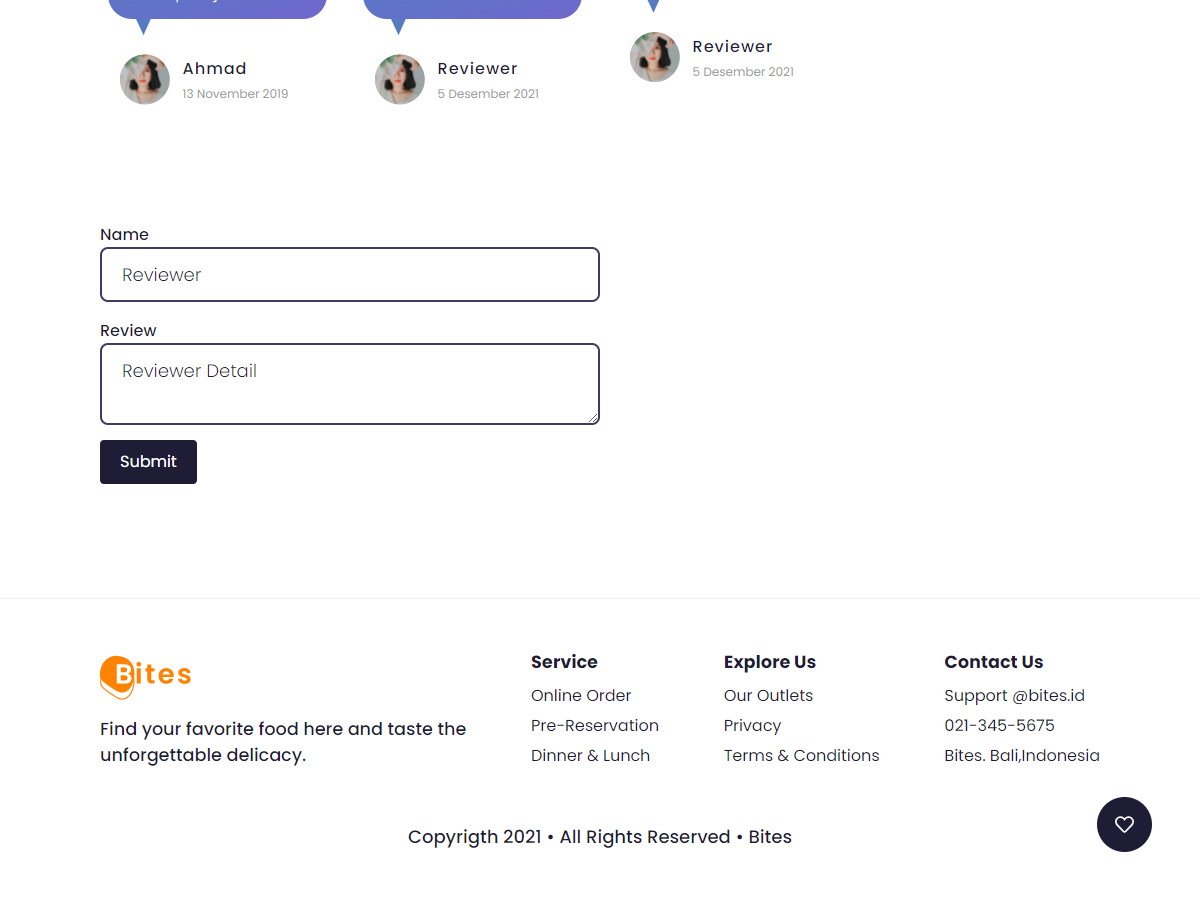 Ahmad
13 November 2019
Reviewer
5 Desember 2021
Reviewer
5 Desember 2021
Name
Reviewer
Review
Reviewer Detail
Submit
Bites
Find your favorite food here and taste the
unforgettable delicacy.
Service
Online Order
Pre-Reservation
Dinner & Lunch
Explore Us
Our Outlets
Privacy
Terms & Conditions
Contact Us
Support @bites.id
021-345-5675
Bites. Bali,Indonesia
Copyrigth 2021 • All Rights Reserved • Bites